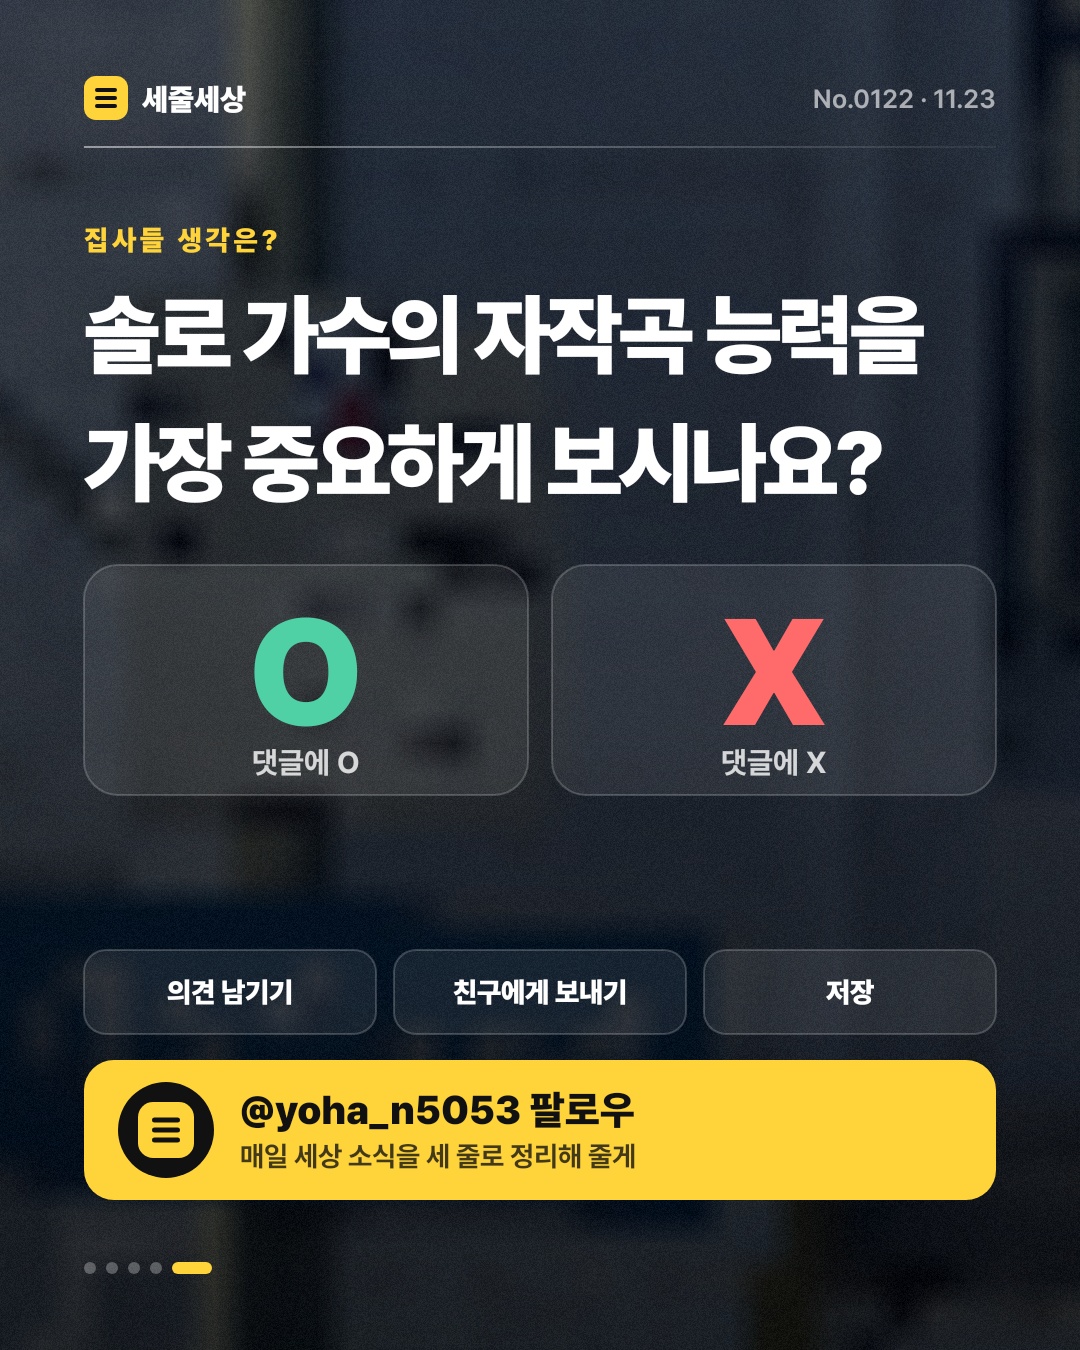 세줄세상
No.0122 · 11.23
집사들 생각은?
솔로 가수의 자작곡 능력을
가장 중요하게 보시나요?
O
댓글에 O
X
댓글에 X
의견 남기기
친구에게 보내기
저장
@yoha_n5053 팔로우
매일 세상 소식을 세 줄로 정리해 줄게